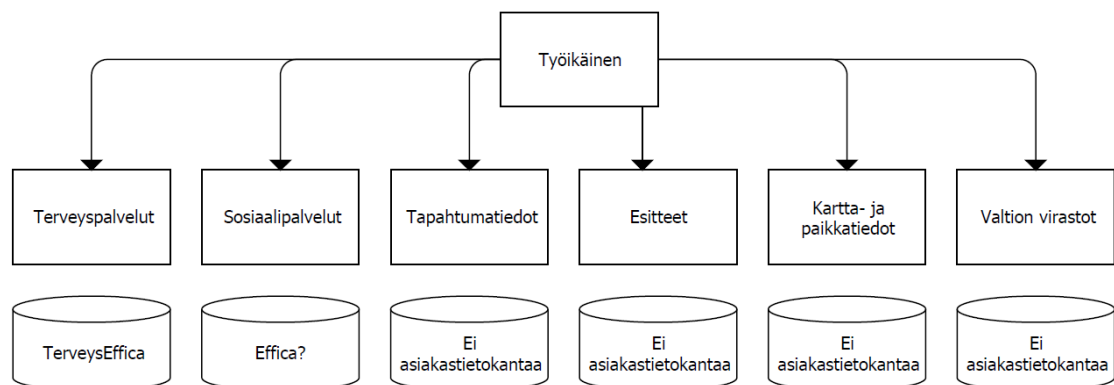 Työikäinen
Terveyspalvelut
Sosiaalipalvelut
Tapahtumatiedot
Esitteet
Kartta- ja
paikkatiedot
Valtion virastot
TerveysEffica
Effica?
Ei
asiakastietokantaa
Ei
asiakastietokantaa
Ei
asiakastietokantaa
Ei
asiakastietokantaa